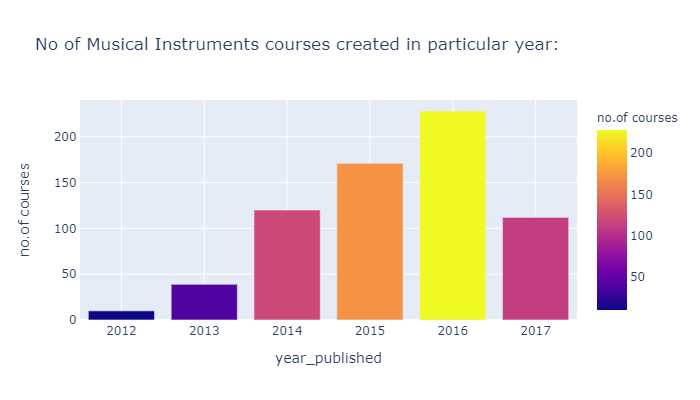 No of Musical Instruments courses created in particular year:
no.of courses
200
150
100
50
0
2012 2013 2014 2015 2016 2017
year_published
no.of courses
200
150
100
50